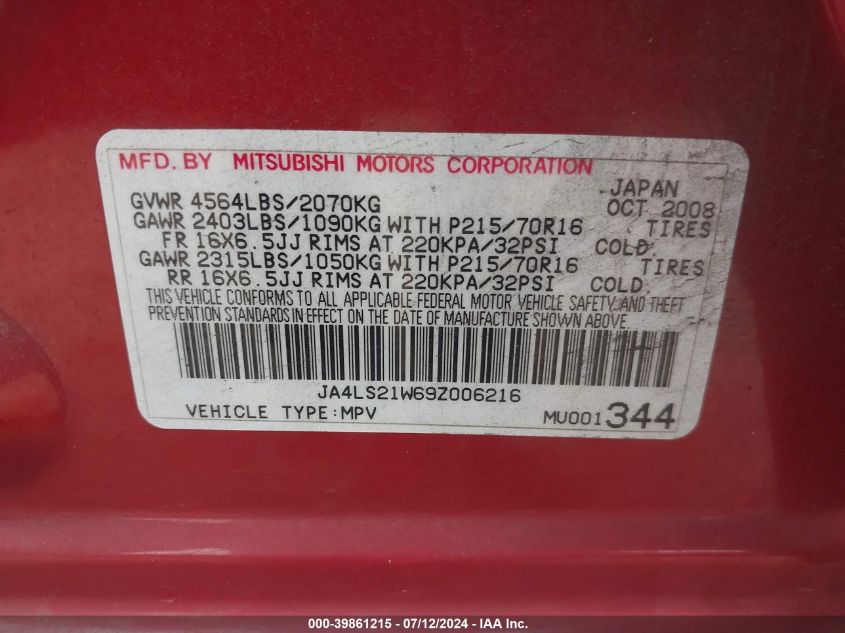 MFD. BY MITSUBISHI MOTORS CORPORATION
GVWR 4564LBS/2070KG JAPAN
OCT 2008
GAWR 2403LBS/1090KG WITH P215/70R16 TIRES
FR 16X6.5JJ RIMS AT 220KPA/32PSI COLD
GAWR 2315LBS/1050KG WITH P215/70R16 TIRES
RR 16X6.5JJ RIMS AT 220KPA/32PSI COLD.
THIS VEHICLE CONFORMS TO ALL APPLICABLE FEDERAL MOTOR VEHICLE SAFETY AND THEFT
PREVENTION STANDARDS IN EFFECT ON THE DATE OF MANUFACTURE SHOWN ABOVE.
JA4LS21W69Z006216
VEHICLE TYPE:MPV MU001344
000-39861215 - 07/12/2024 - IAA Inc.